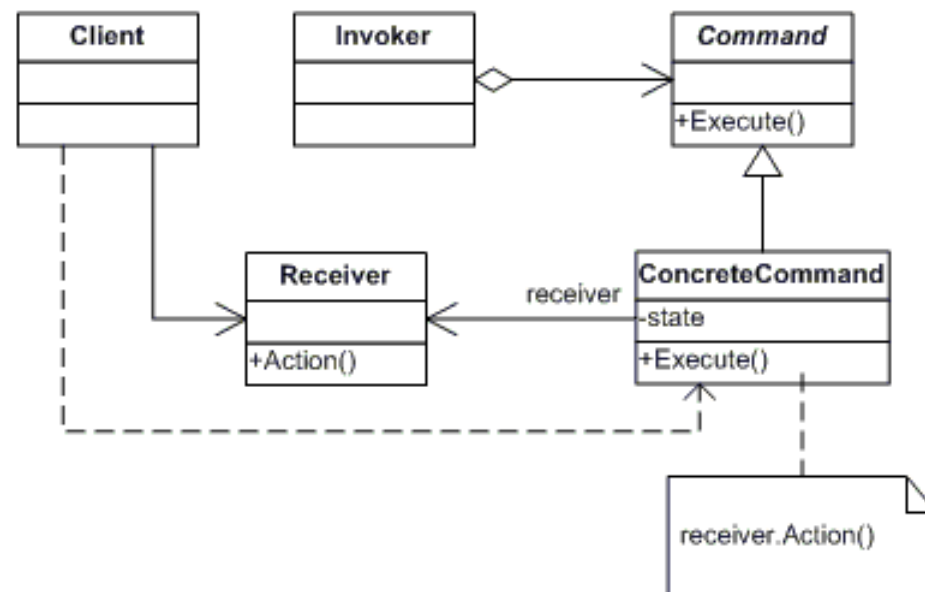 Client
Invoker
Command
+Execute()
Receiver
+Action()
receiver
ConcreteCommand
-state
+Execute()
receiver.Action()